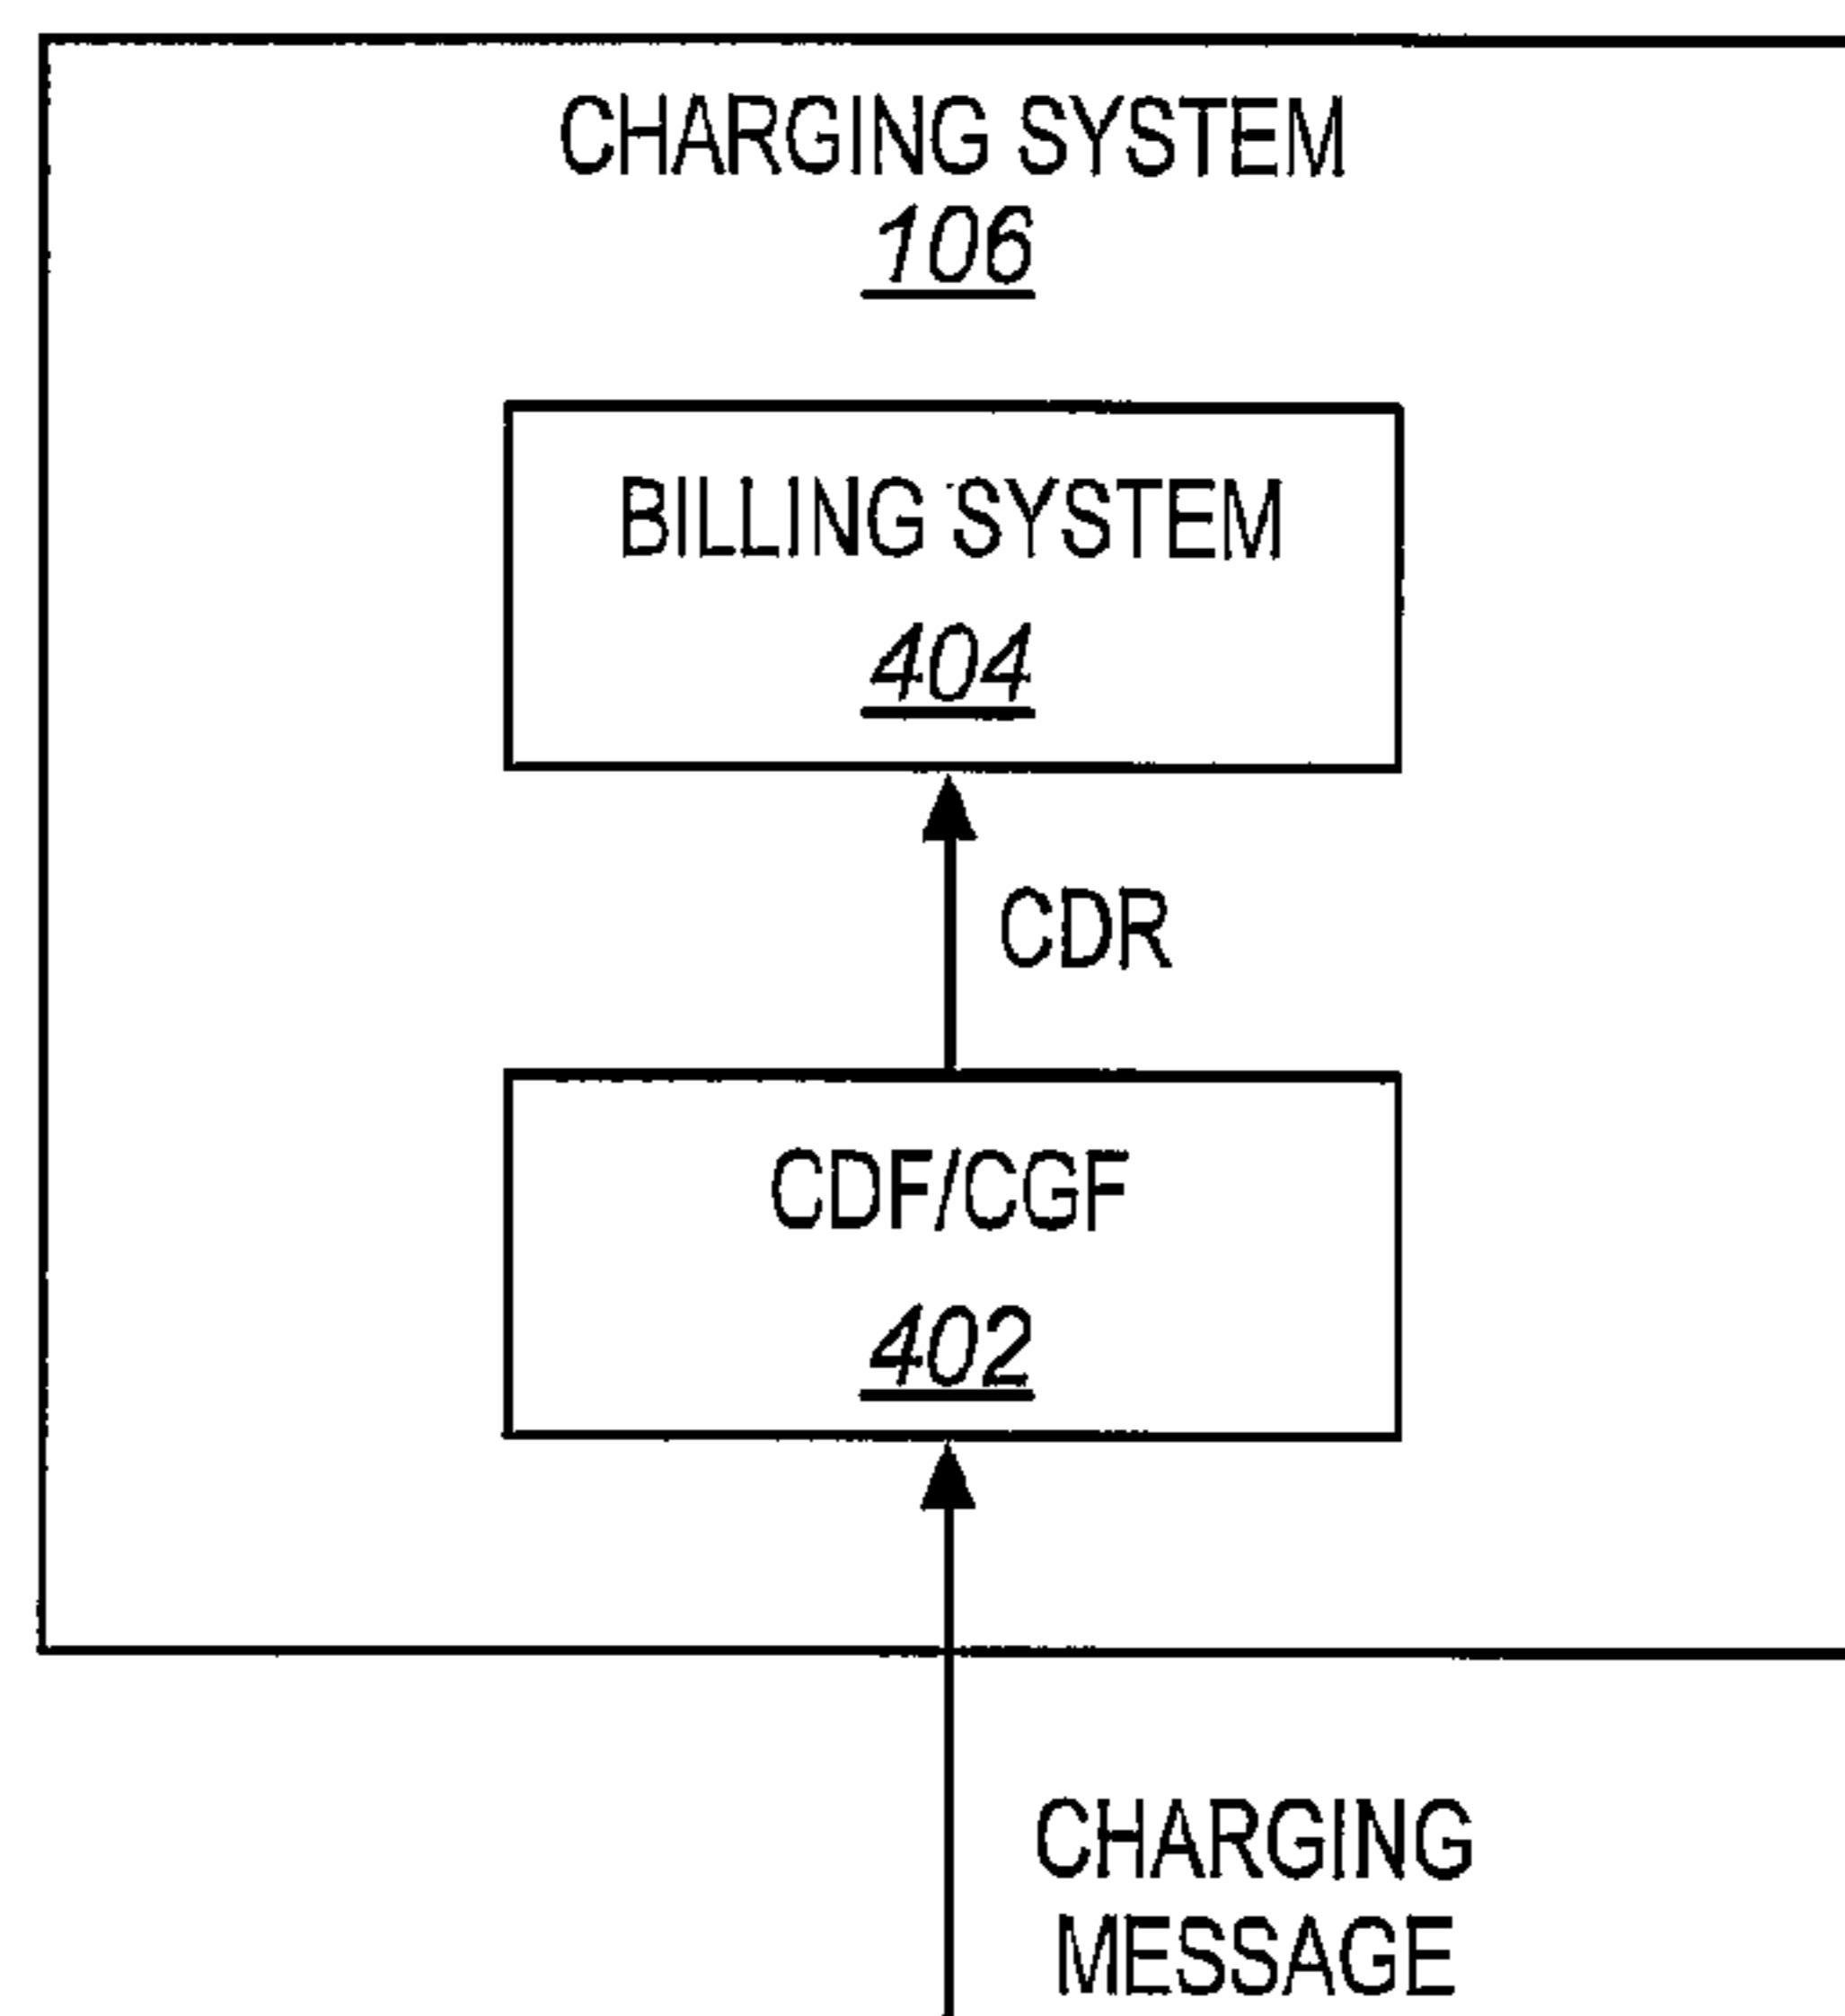 CHARGING SYSTEM
106
BILLING SYSTEM
404
CDR
CDF/CGF
402
CHARGING
MESSAGE